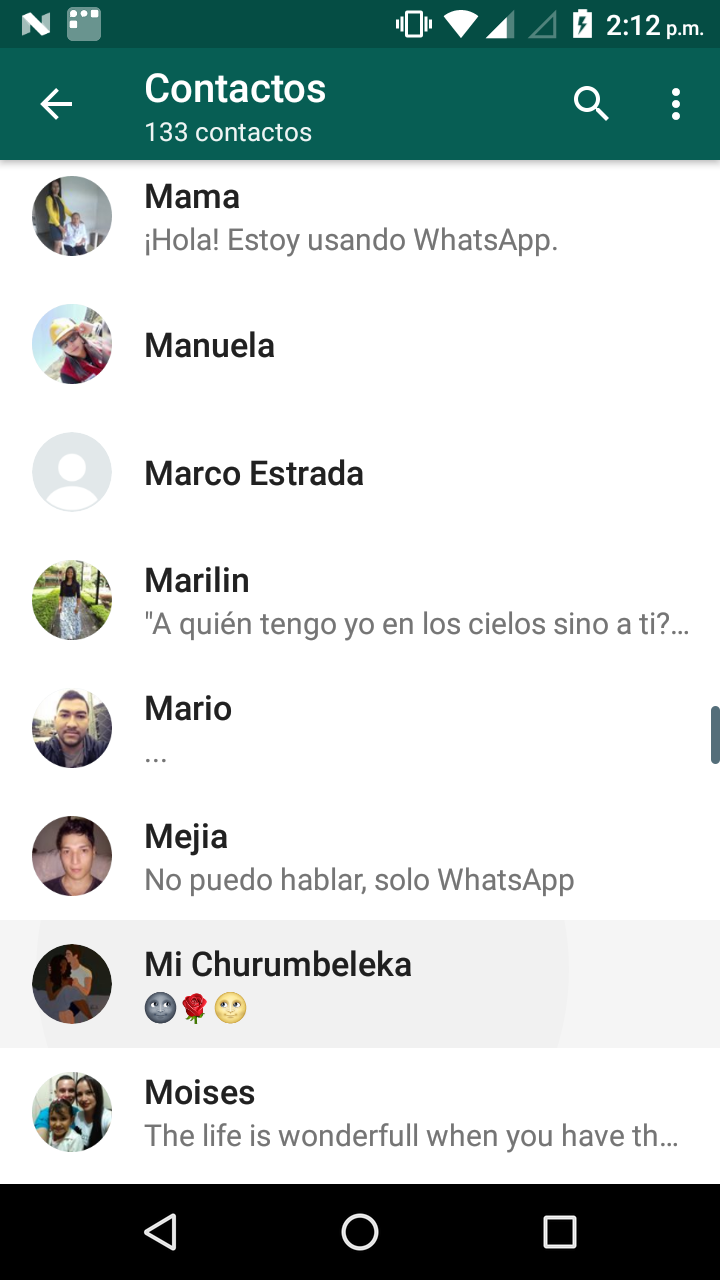 2:12 p.m.
Contactos
133 contactos
Mama
¡Hola! Estoy usando WhatsApp.
Manuela
Marco Estrada
Marilin
"A quién tengo yo en los cielos sino a ti?...
Mario
...
Mejia
No puedo hablar, solo WhatsApp
Mi Churumbeleka
🌚🌹🌝
Moises
The life is wonderfull when you have th...